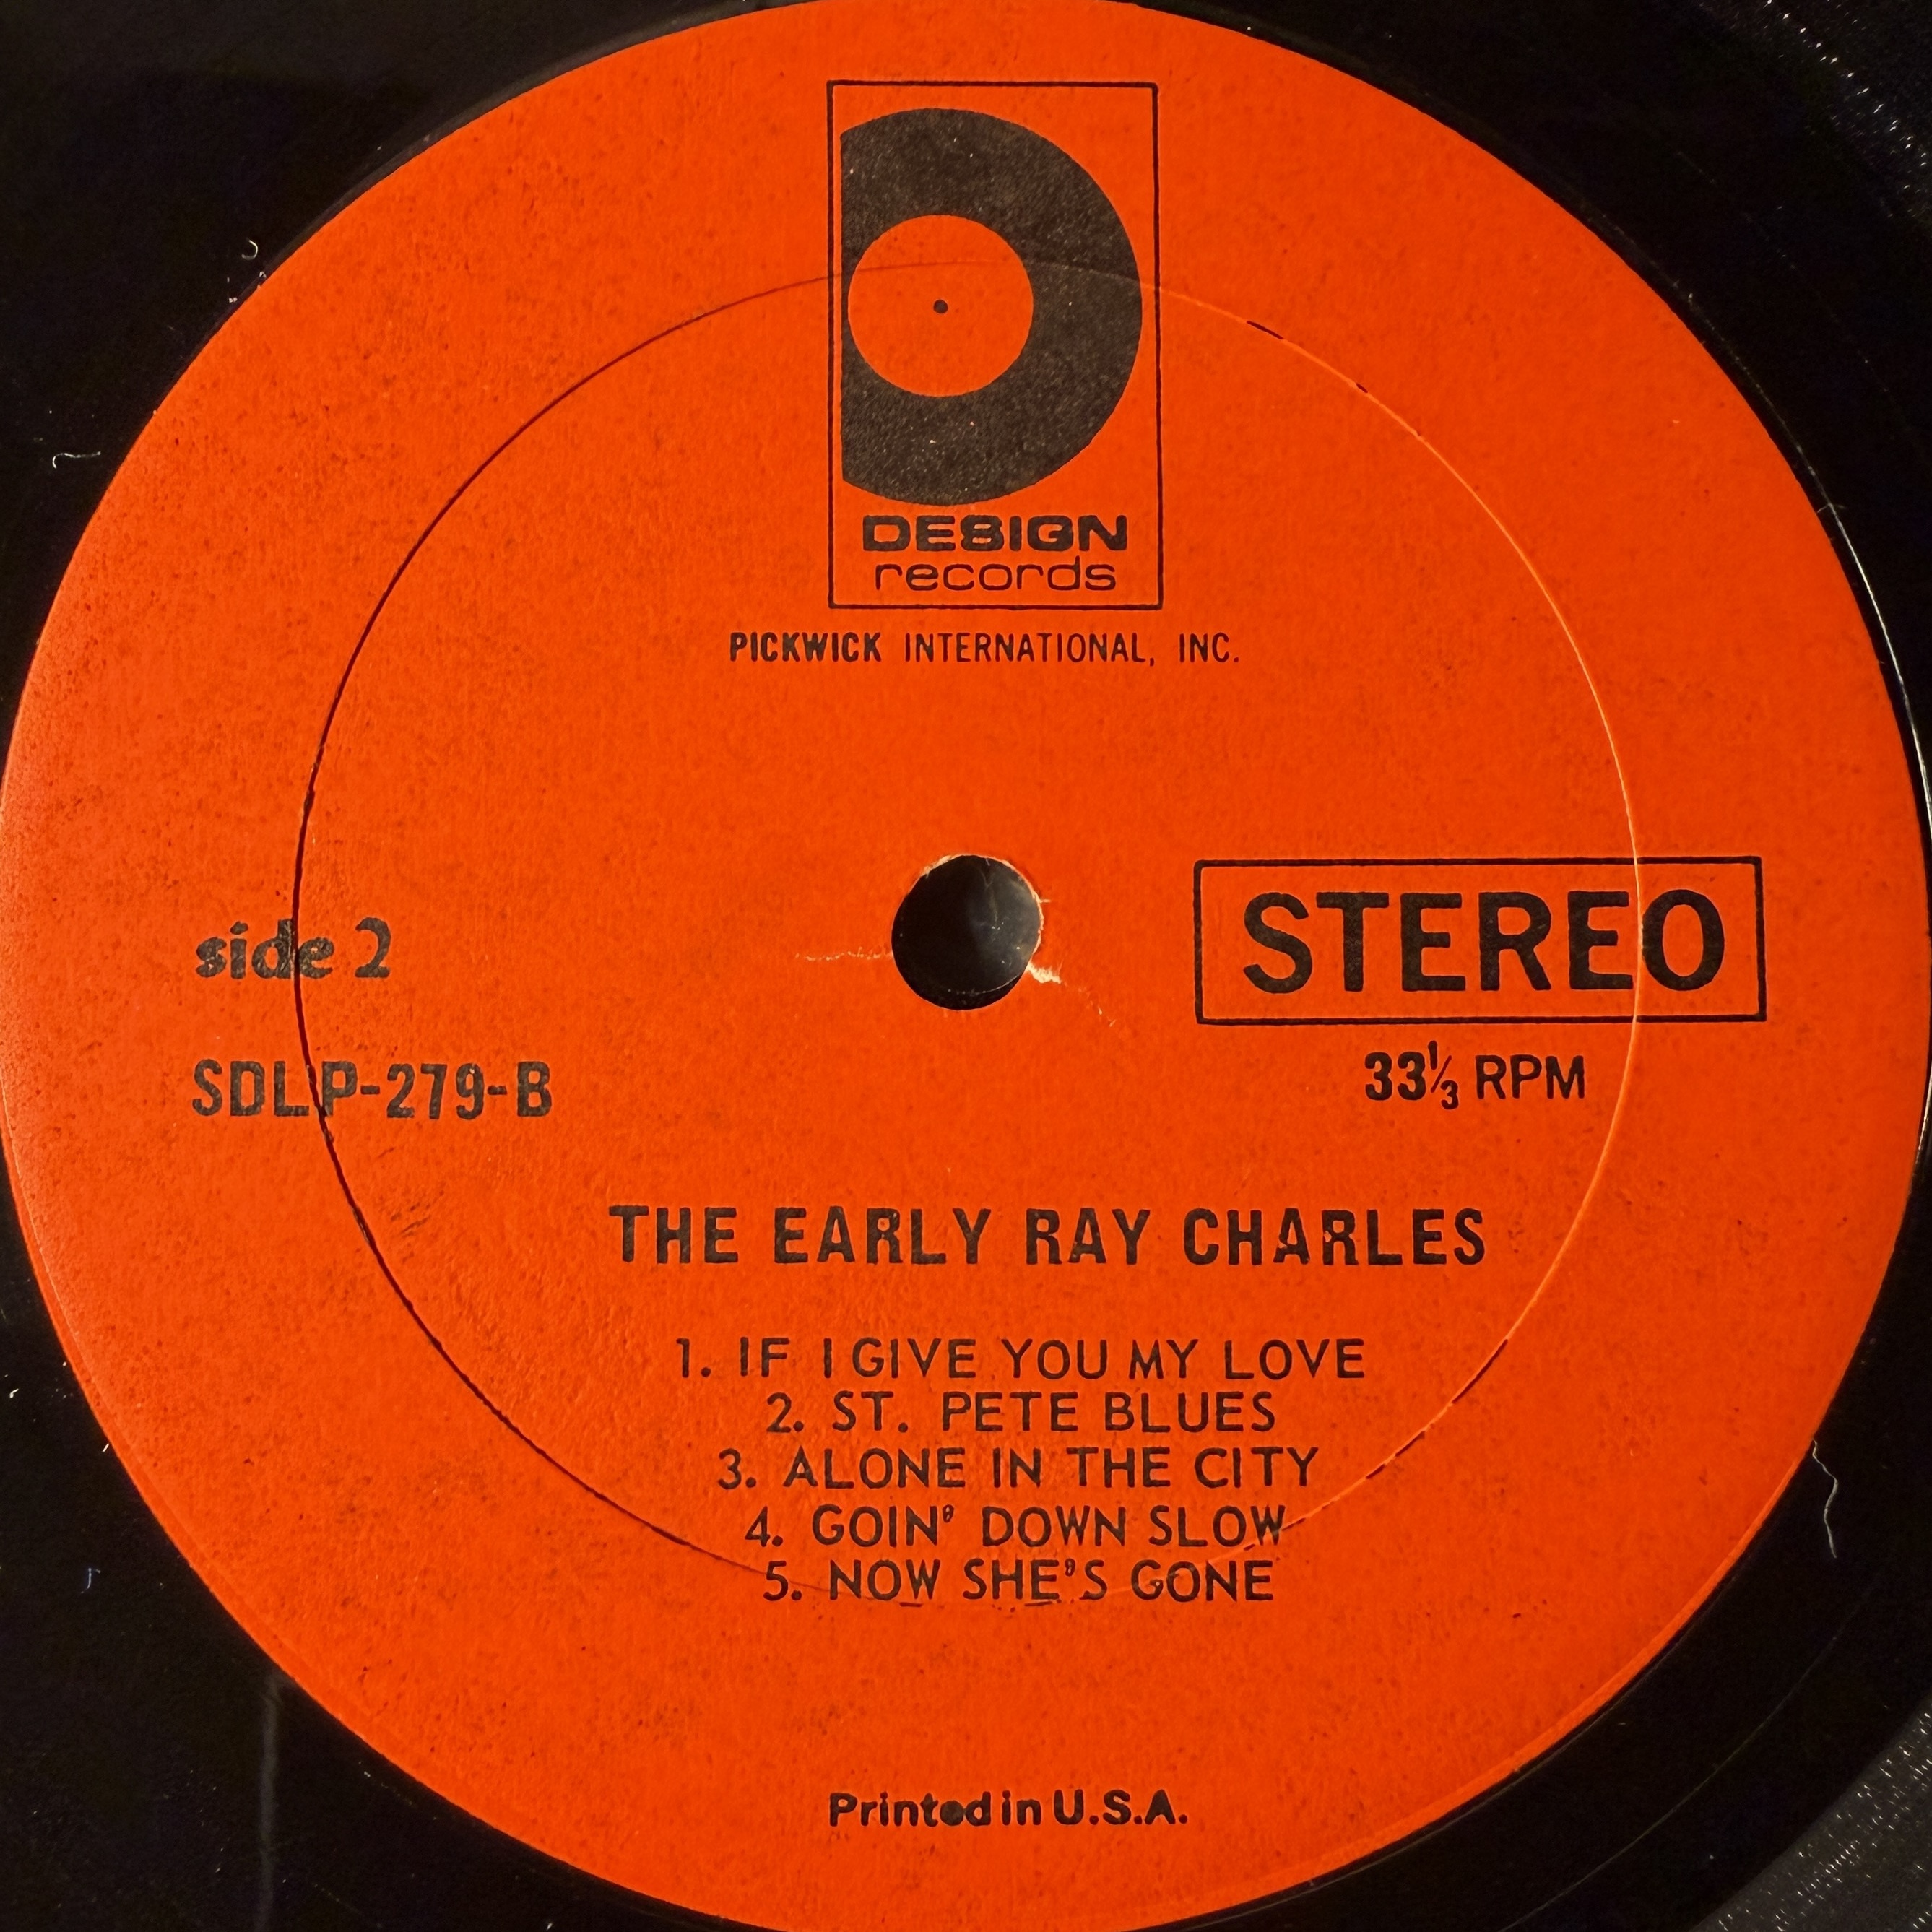 DESIGN
records
PICKWICK INTERNATIONAL, INC.
side 2
STEREO
SDLP-279-B
33⅓ RPM
THE EARLY RAY CHARLES
1. IF I GIVE YOU MY LOVE
2. ST. PETE BLUES
3. ALONE IN THE CITY
4. GOIN' DOWN SLOW
5. NOW SHE'S GONE
Printed in U.S.A.